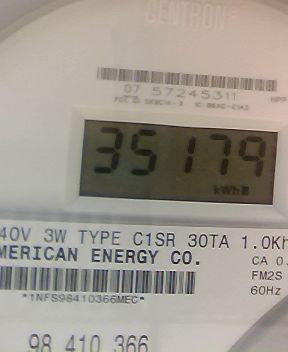 CENTRON®
07 57245311
35179
kWh
40V 3W TYPE C1SR 30TA 1.0Kh
MERICAN ENERGY CO.
CA 0.
FM2S
60Hz
*1NFS98410366MEC*
98 410 366